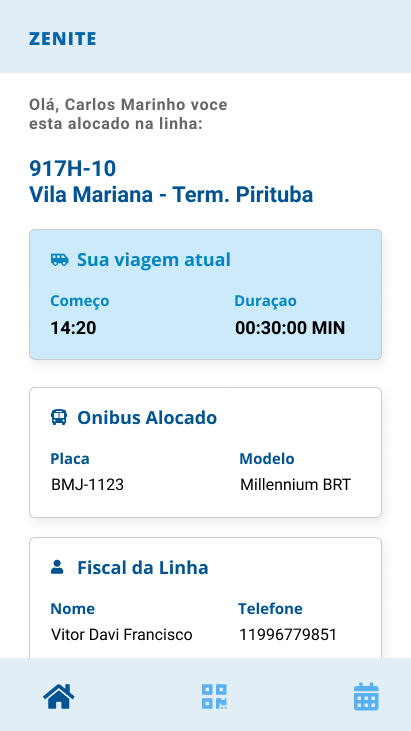 ZENITE
Olá, Carlos Marinho voce
esta alocado na linha:
917H-10
Vila Mariana - Term. Pirituba
Sua viagem atual
Começo Duraçao
14:20 00:30:00 MIN
Onibus Alocado
Placa Modelo
BMJ-1123 Millennium BRT
Fiscal da Linha
Nome Telefone
Vitor Davi Francisco 11996779851